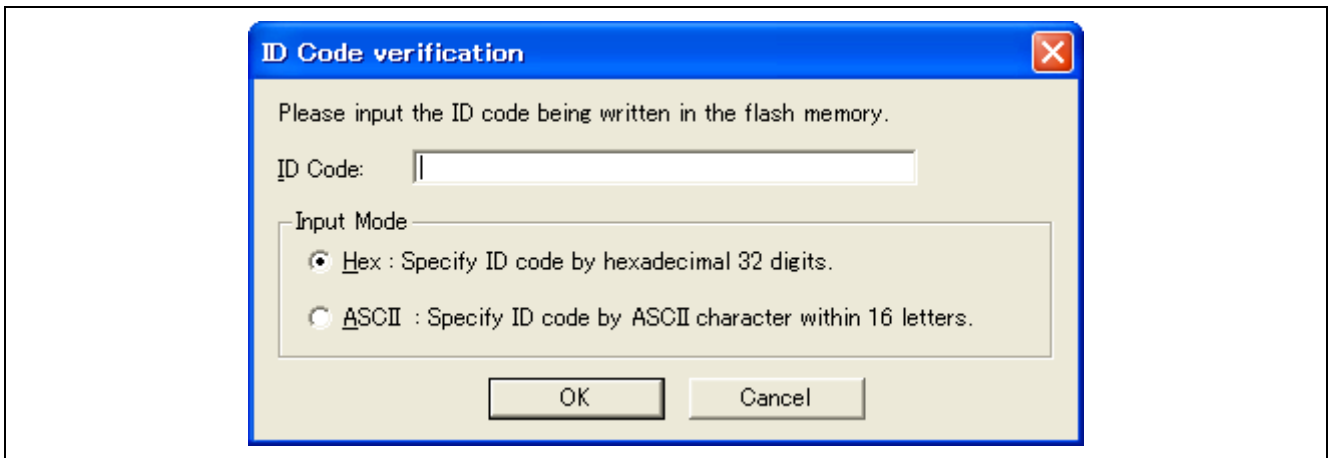 ID Code verification
Please input the ID code being written in the flash memory.
ID Code:
Input Mode
Hex : Specify ID code by hexadecimal 32 digits.
ASCII : Specify ID code by ASCII character within 16 letters.
OK Cancel